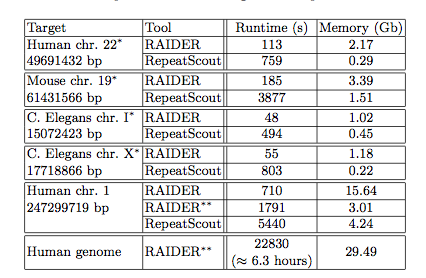 Target Tool Runtime (s) Memory (Gb)
Human chr. 22* RAIDER 113 2.17
49691432 bp RepeatScout 759 0.29
Mouse chr. 19* RAIDER 185 3.39
61431566 bp RepeatScout 3877 1.51
C. Elegans chr. I* RAIDER 48 1.02
15072423 bp RepeatScout 494 0.45
C. Elegans chr. X* RAIDER 55 1.18
17718866 bp RepeatScout 803 0.22
Human chr. 1 RAIDER 710 15.64
247299719 bp RAIDER** 1791 3.01
RepeatScout 5440 4.24
Human genome RAIDER** 22830 29.49
(≈ 6.3 hours)